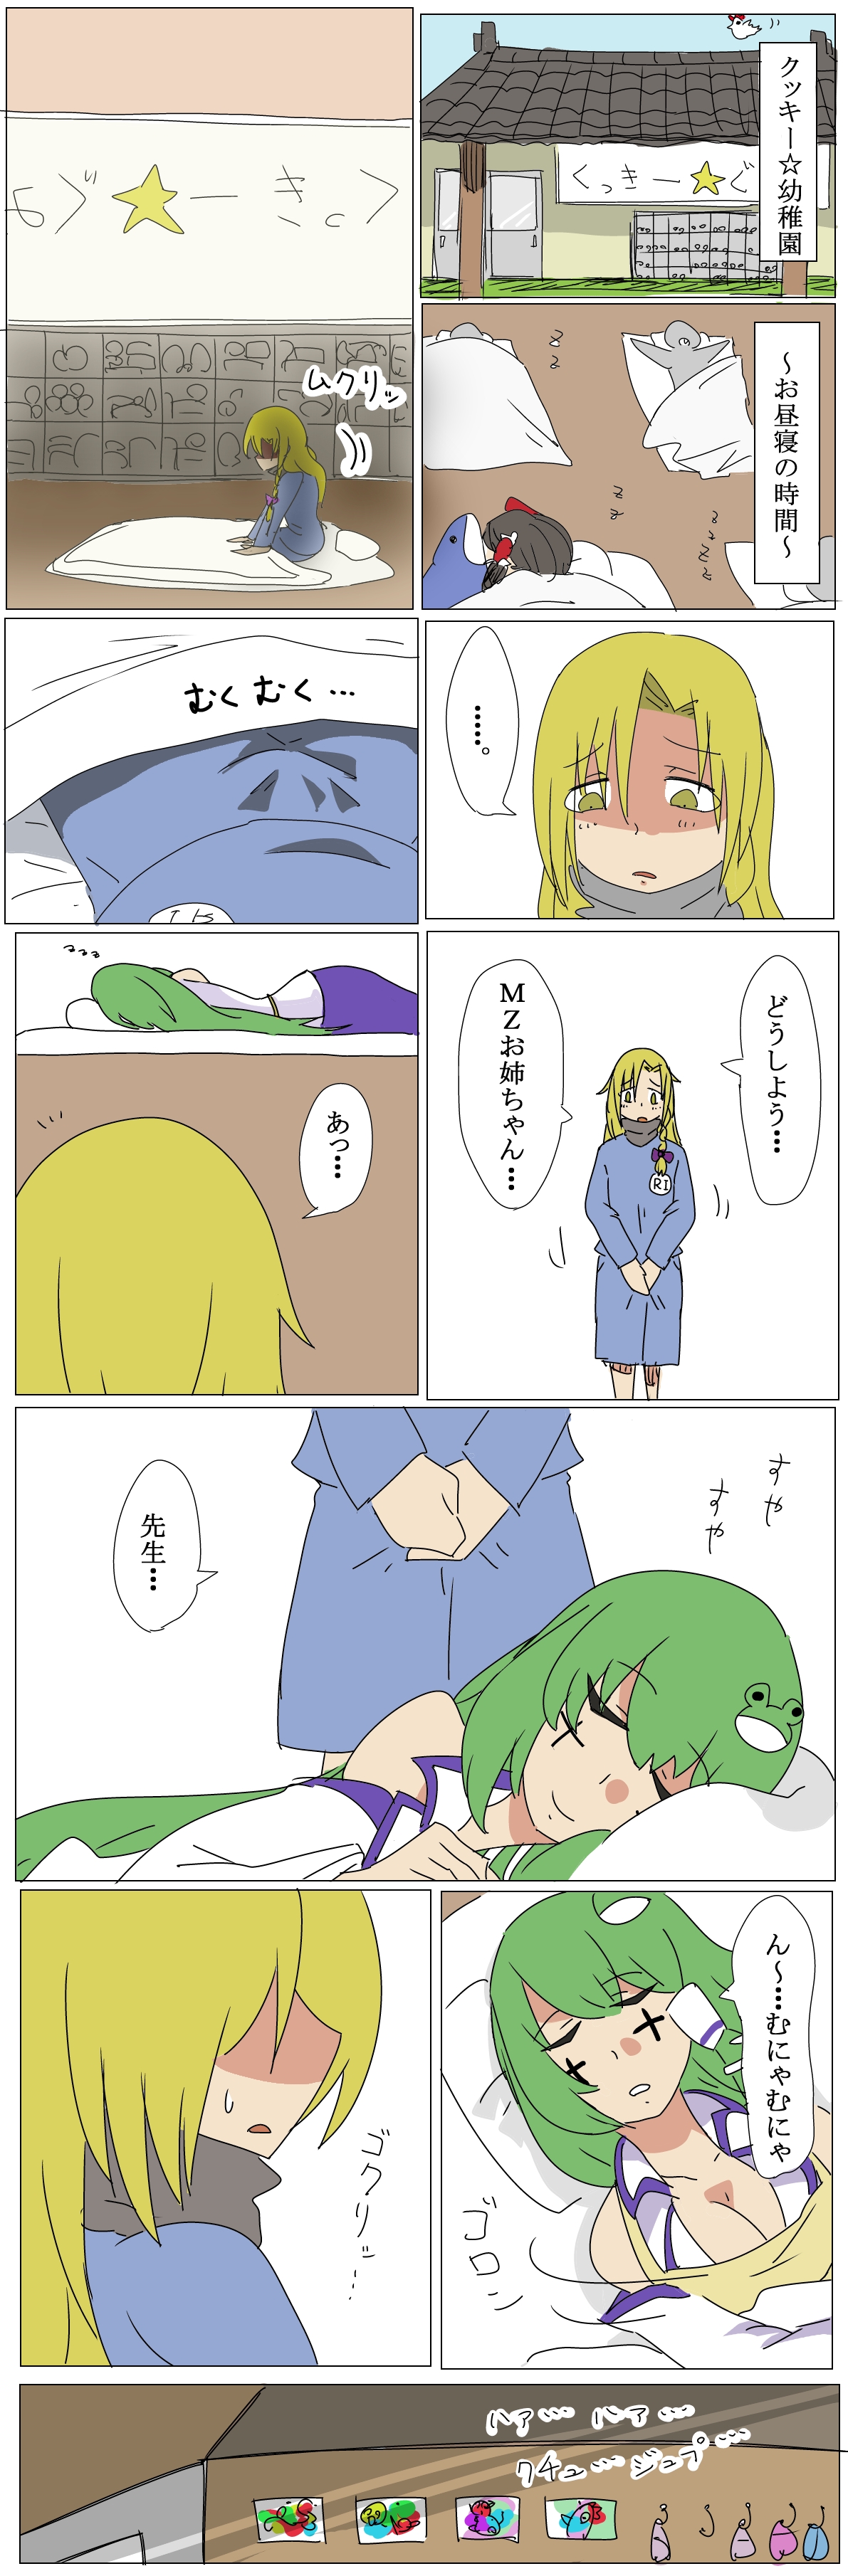 クッキー☆幼稚園
くっきー☆ぐ
〜お昼寝の時間〜
ムクリッ
……。
むくむく…
どうしよう…
MZお姉ちゃん…
RI
あっ…
すや
すや
先生…
ん〜…むにゃむにゃ
ゴロン
ゴクリッ…
ハァ… ハァ…
クチュ… ジュプ…